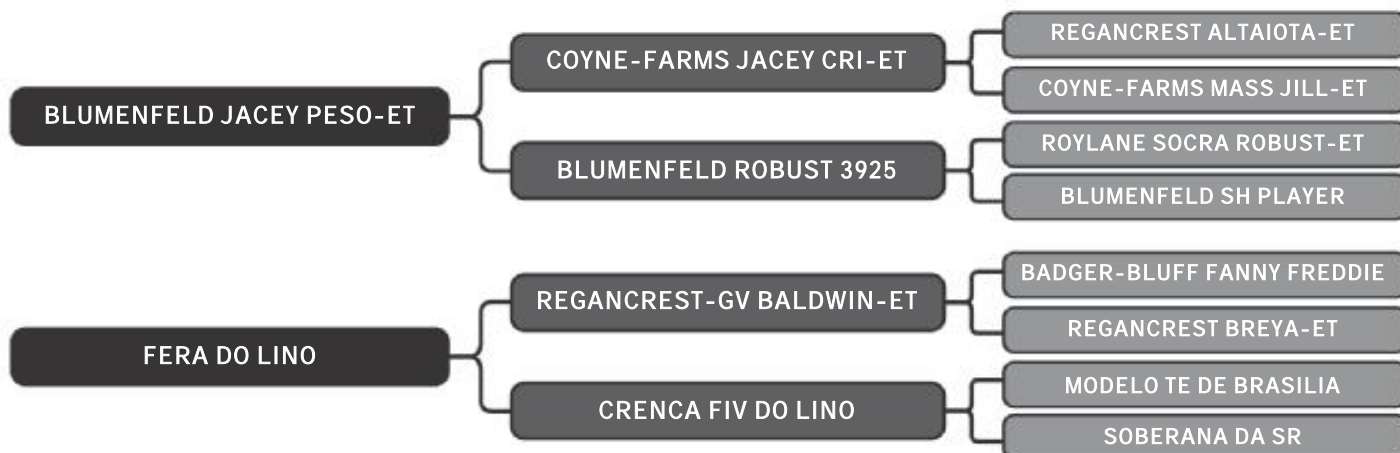 BLUMENFELD JACEY PESO-ET
COYNE-FARMS JACEY CRI-ET
REGANCREST ALTAIOTA-ET
COYNE-FARMS MASS JILL-ET
BLUMENFELD ROBUST 3925
ROYLANE SOCRA ROBUST-ET
BLUMENFELD SH PLAYER
FERA DO LINO
REGANCREST-GV BALDWIN-ET
BADGER-BLUFF FANNY FREDDIE
REGANCREST BREYA-ET
CRENCA FIV DO LINO
MODELO TE DE BRASILIA
SOBERANA DA SR